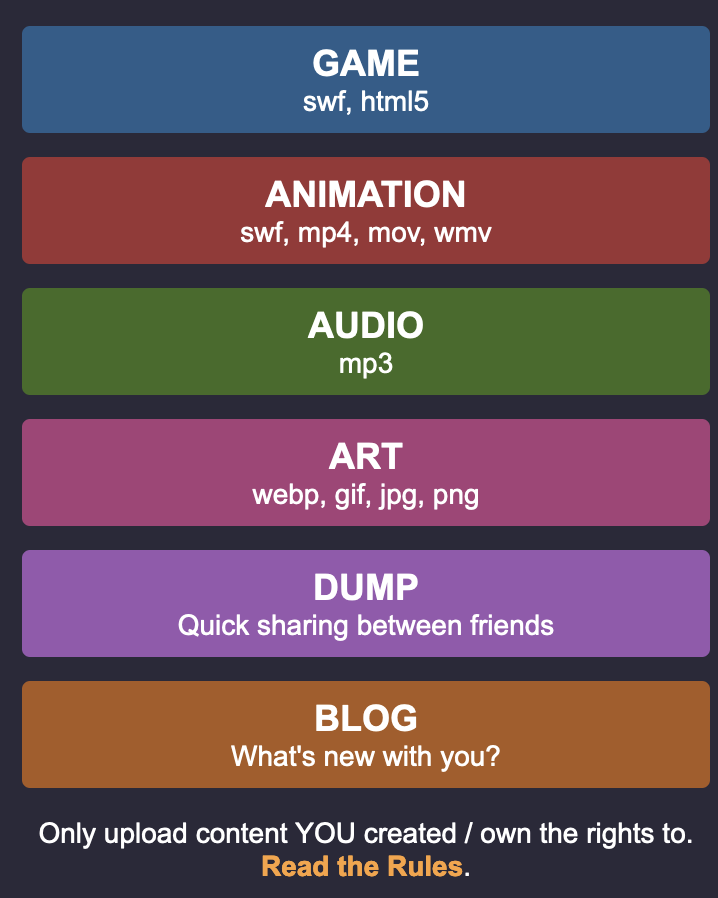 GAME
swf, html5
ANIMATION
swf, mp4, mov, wmv
AUDIO
mp3
ART
webp, gif, jpg, png
DUMP
Quick sharing between friends
BLOG
What's new with you?
Only upload content YOU created / own the rights to.
Read the Rules.